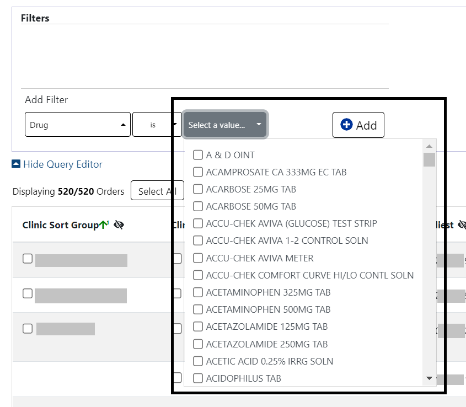 Filters
Add Filter
Drug is Select a value... Add
Hide Query Editor
Displaying 520/520 Orders Select All
Clinic Sort Group
A & D OINT
ACAMPROSATE CA 333MG EC TAB
ACARBOSE 25MG TAB
ACARBOSE 50MG TAB
ACCU-CHEK AVIVA (GLUCOSE) TEST STRIP
ACCU-CHEK AVIVA 1-2 CONTROL SOLN
ACCU-CHEK AVIVA METER
ACCU-CHEK COMFORT CURVE HI/LO CONTL SOLN
ACETAMINOPHEN 325MG TAB
ACETAMINOPHEN 500MG TAB
ACETAZOLAMIDE 125MG TAB
ACETAZOLAMIDE 250MG TAB
ACETIC ACID 0.25% IRRG SOLN
ACIDOPHILUS TAB